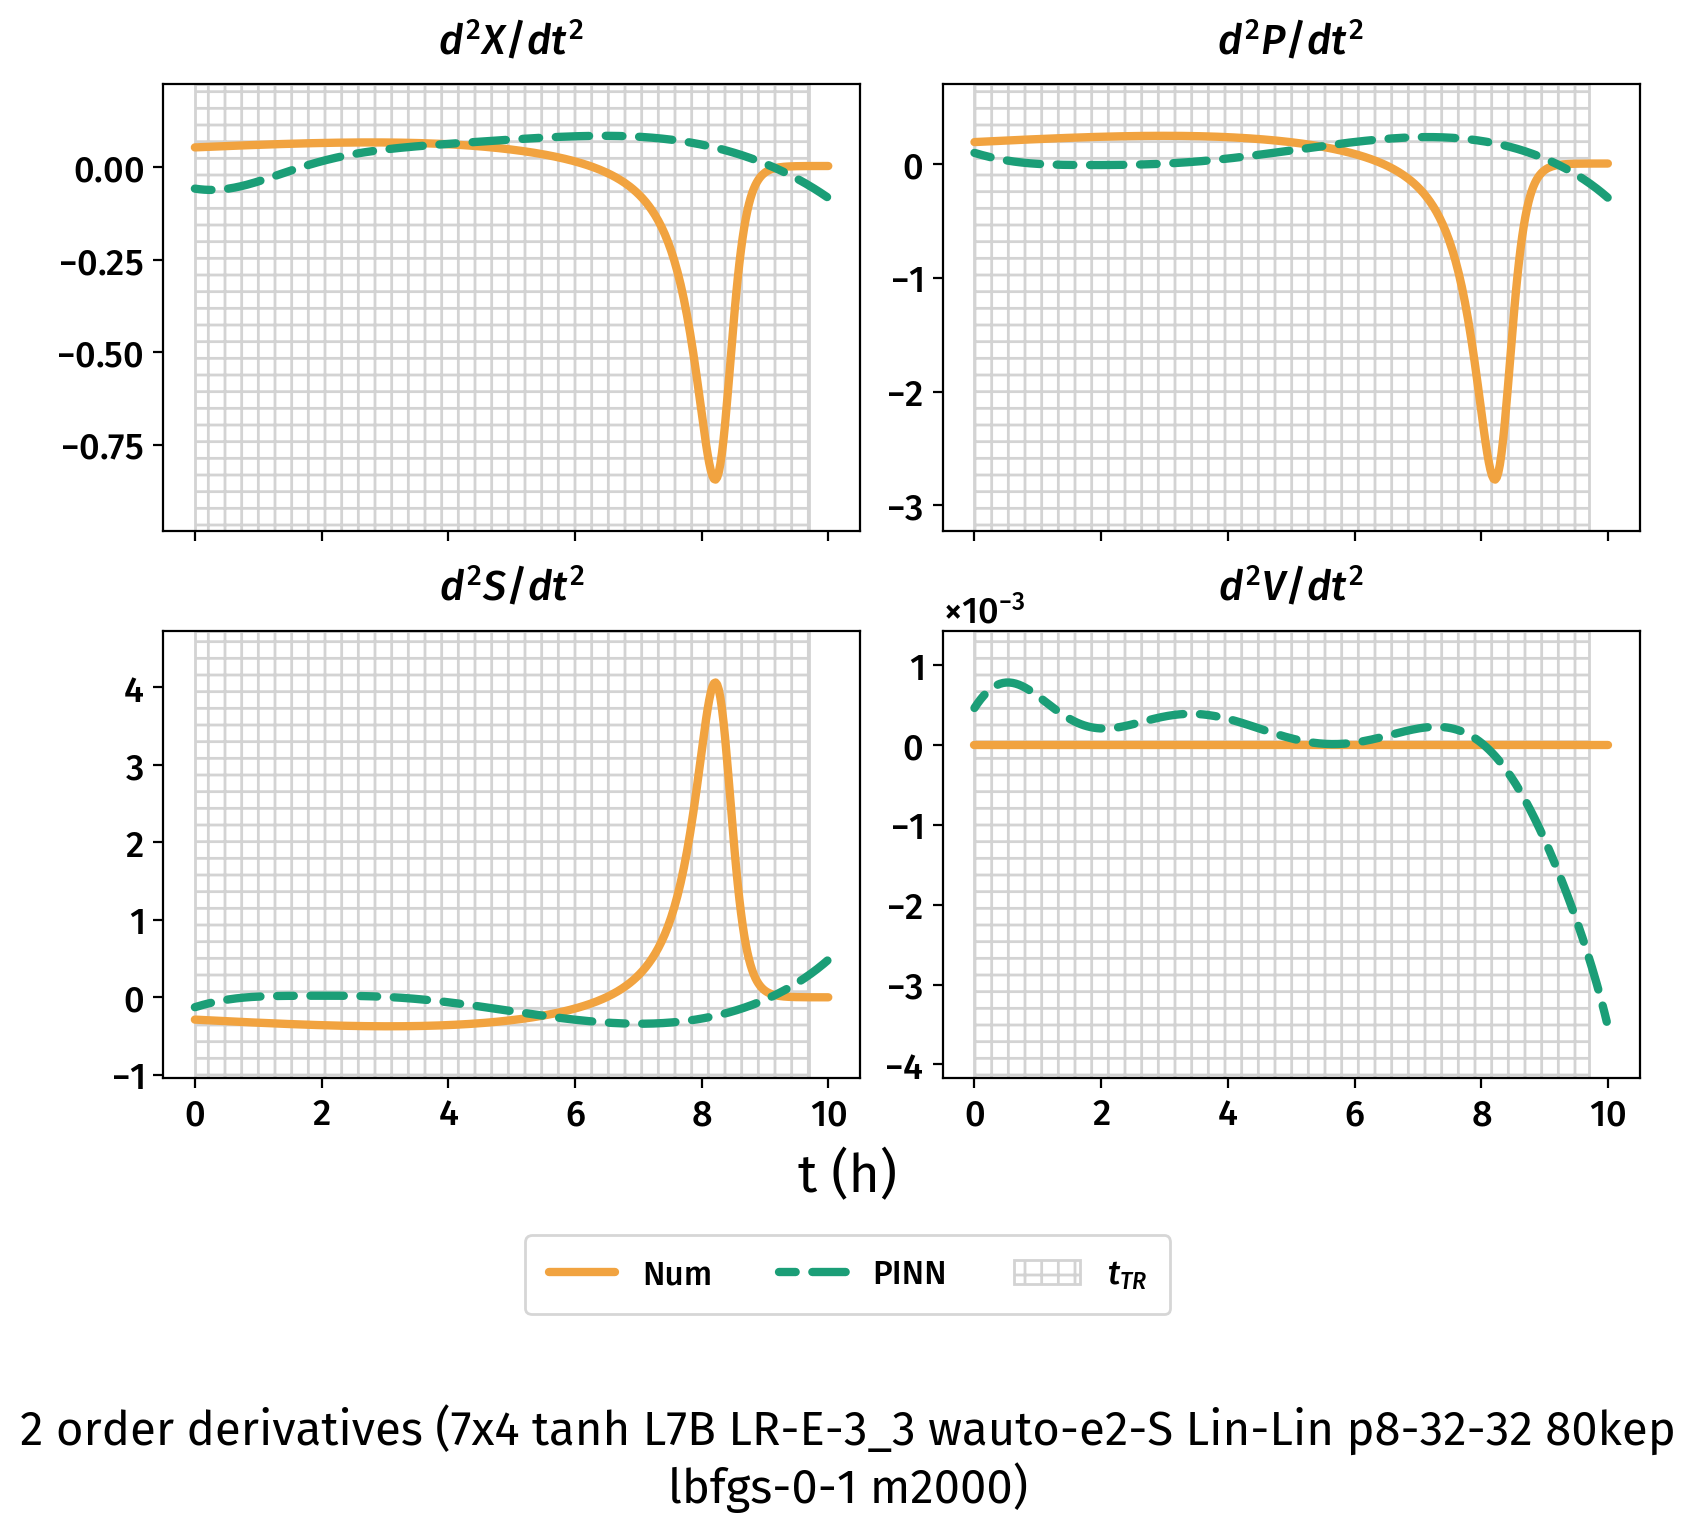 d²X/dt²
d²P/dt²
0.00
−0.25
−0.50
−0.75
0
−1
−2
−3
d²S/dt²
d²V/dt²
×10⁻³
4
3
2
1
0
−1
1
0
−1
−2
−3
−4
0 2 4 6 8 10
0 2 4 6 8 10
t (h)
Num PINN t_TR
2 order derivatives (7x4 tanh L7B LR-E-3_3 wauto-e2-S Lin-Lin p8-32-32 80kep
lbfgs-0-1 m2000)